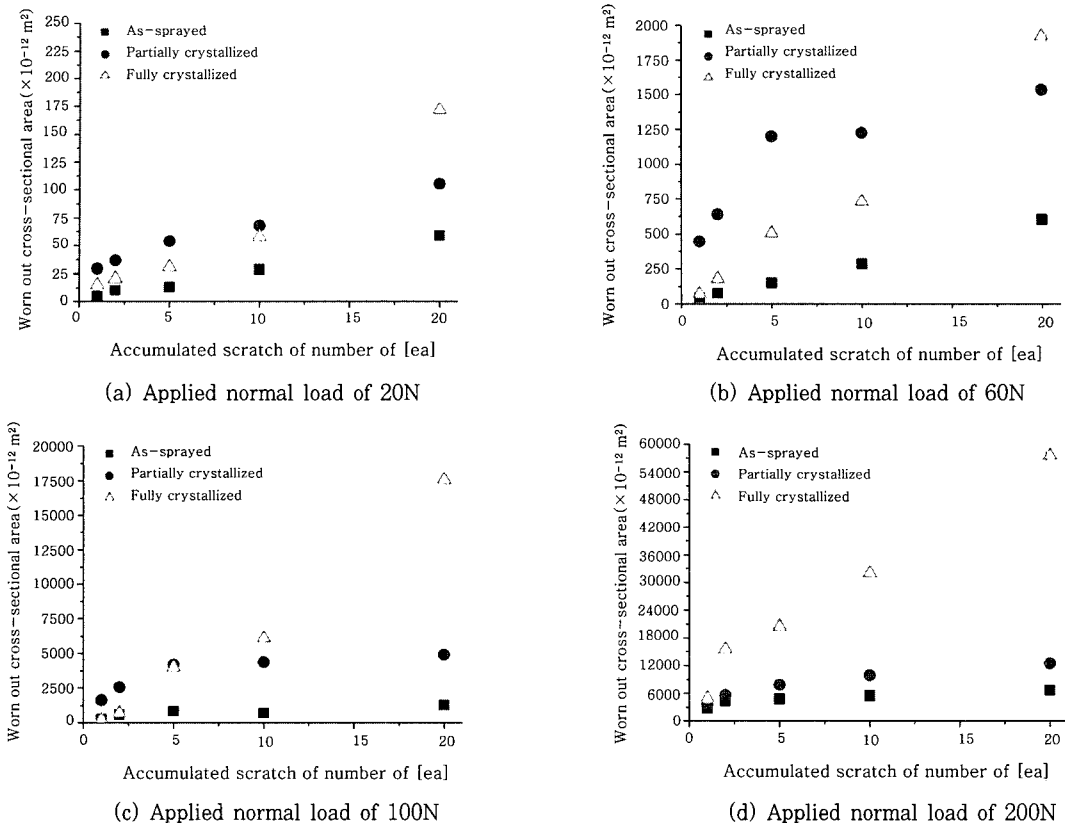 Worn out cross-sectional area(×10⁻¹² m²)
250
225
200
175
150
125
100
75
50
25
0
As-sprayed
Partially crystallized
Fully crystallized
0 5 10 15 20
Accumulated scratch of number of [ea]
(a) Applied normal load of 20N
Worn out cross-sectional area(×10⁻¹² m²)
2000
1750
1500
1250
1000
750
500
250
0
As-sprayed
Partially crystallized
Fully crystallized
0 5 10 15 20
Accumulated scratch of number of [ea]
(b) Applied normal load of 60N
Worn out cross-sectional area(×10⁻¹² m²)
20000
17500
15000
12500
10000
7500
5000
2500
0
As-sprayed
Partially crystallized
Fully crystallized
0 5 10 15 20
Accumulated scratch of number of [ea]
(c) Applied normal load of 100N
Worn out cross-sectional area(×10⁻¹² m²)
60000
54000
48000
42000
36000
30000
24000
18000
12000
6000
0
As-sprayed
Partially crystallized
Fully crystallized
0 5 10 15 20
Accumulated scratch of number of [ea]
(d) Applied normal load of 200N